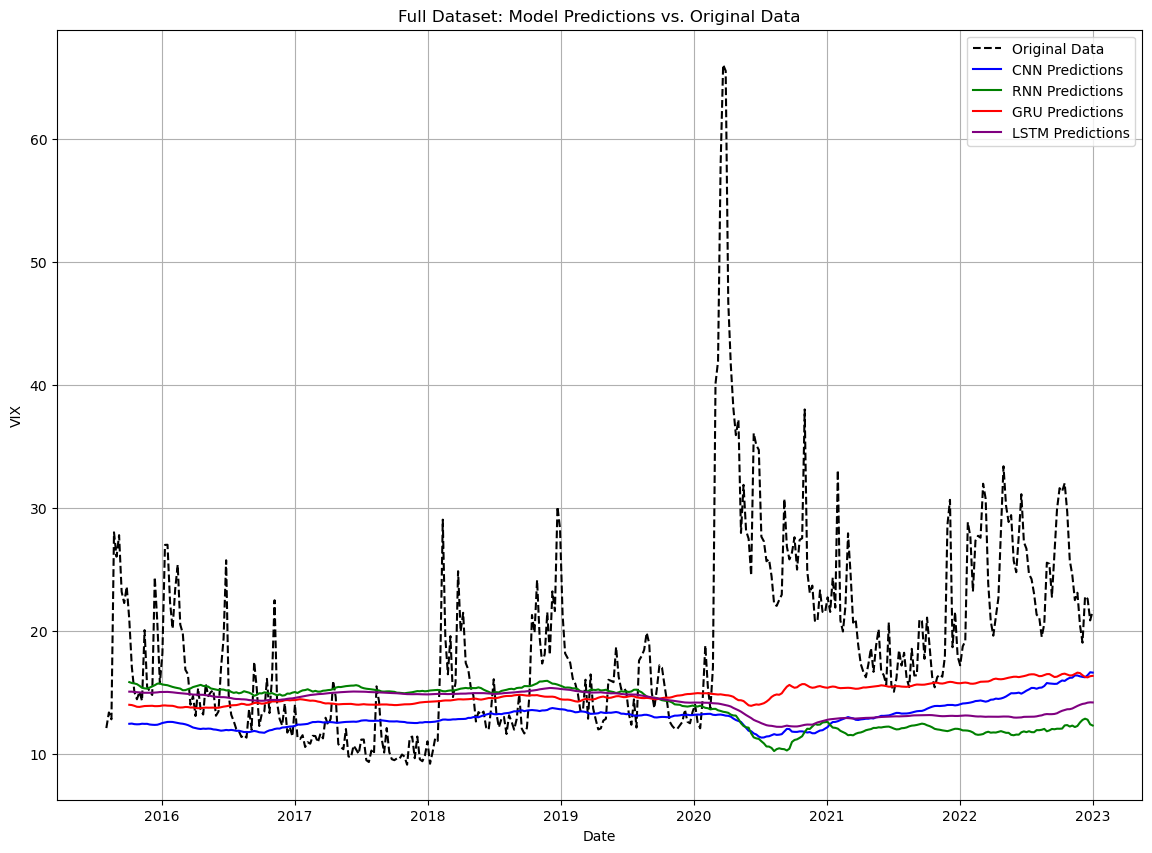 Full Dataset: Model Predictions vs. Original Data
Original Data
CNN Predictions
RNN Predictions
GRU Predictions
LSTM Predictions
60
50
40
30
20
10
VIX
2016 2017 2018 2019 2020 2021 2022 2023
Date